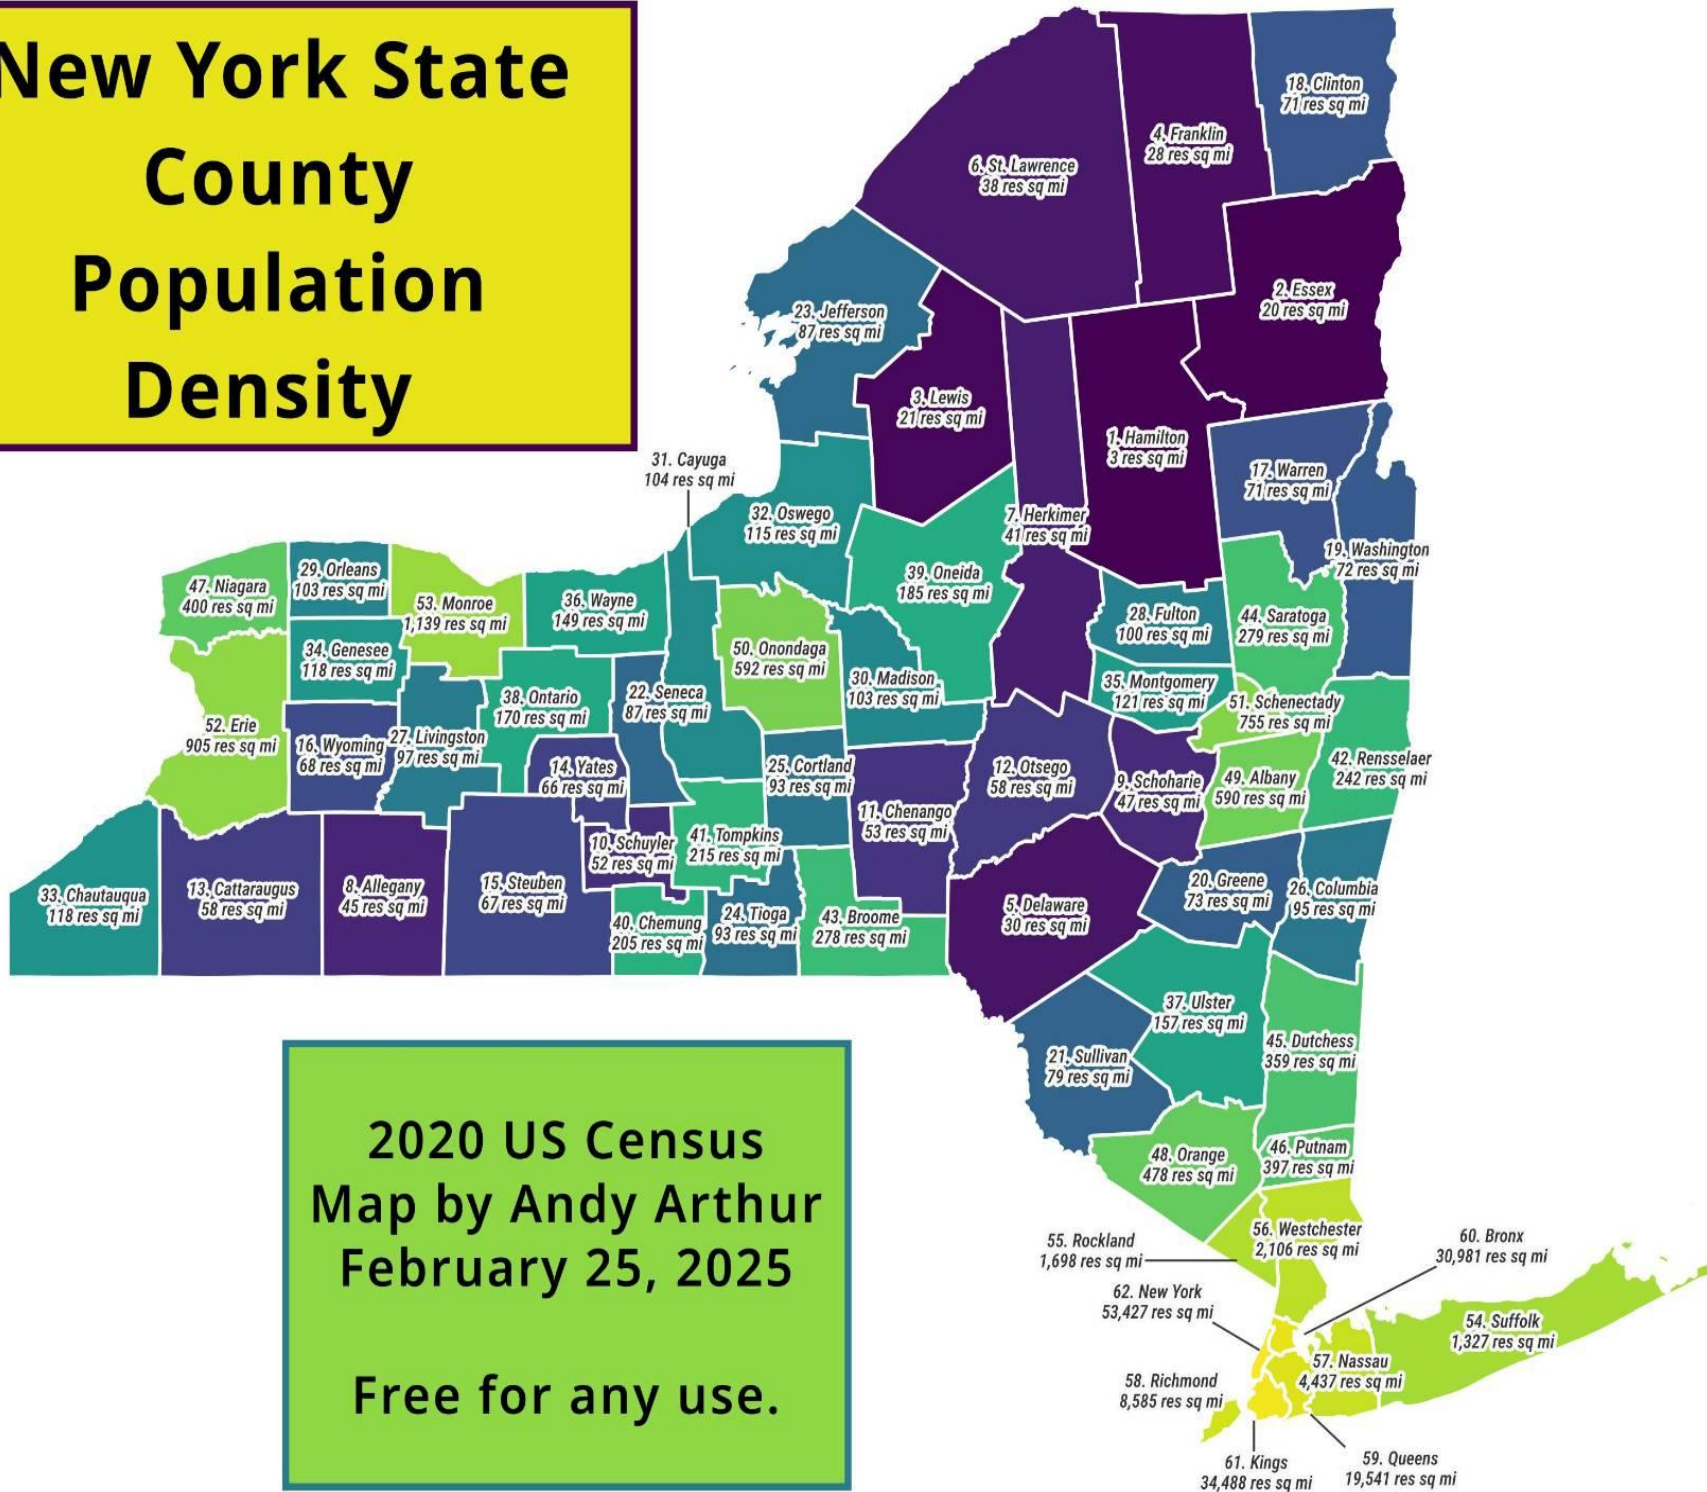 New York State
County
Population
Density
18. Clinton
71 res sq mi
4. Franklin
28 res sq mi
6. St. Lawrence
38 res sq mi
2. Essex
20 res sq mi
23. Jefferson
87 res sq mi
3. Lewis
21 res sq mi
1. Hamilton
3 res sq mi
17. Warren
71 res sq mi
31. Cayuga
104 res sq mi
32. Oswego
115 res sq mi
7. Herkimer
41 res sq mi
19. Washington
72 res sq mi
47. Niagara
400 res sq mi
29. Orleans
103 res sq mi
53. Monroe
1,139 res sq mi
36. Wayne
149 res sq mi
39. Oneida
185 res sq mi
28. Fulton
100 res sq mi
44. Saratoga
279 res sq mi
34. Genesee
118 res sq mi
50. Onondaga
592 res sq mi
30. Madison
103 res sq mi
35. Montgomery
121 res sq mi
38. Ontario
170 res sq mi
22. Seneca
87 res sq mi
51. Schenectady
755 res sq mi
52. Erie
905 res sq mi
16. Wyoming
68 res sq mi
27. Livingston
97 res sq mi
14. Yates
66 res sq mi
25. Cortland
93 res sq mi
12. Otsego
58 res sq mi
9. Schoharie
47 res sq mi
49. Albany
590 res sq mi
42. Rensselaer
242 res sq mi
11. Chenango
53 res sq mi
10. Schuyler
52 res sq mi
41. Tompkins
215 res sq mi
33. Chautauqua
118 res sq mi
13. Cattaraugus
58 res sq mi
8. Allegany
45 res sq mi
15. Steuben
67 res sq mi
40. Chemung
205 res sq mi
24. Tioga
93 res sq mi
43. Broome
278 res sq mi
5. Delaware
30 res sq mi
20. Greene
73 res sq mi
26. Columbia
95 res sq mi
37. Ulster
157 res sq mi
45. Dutchess
359 res sq mi
21. Sullivan
79 res sq mi
48. Orange
478 res sq mi
46. Putnam
397 res sq mi
55. Rockland
1,698 res sq mi
56. Westchester
2,106 res sq mi
60. Bronx
30,981 res sq mi
62. New York
53,427 res sq mi
54. Suffolk
1,327 res sq mi
57. Nassau
4,437 res sq mi
58. Richmond
8,585 res sq mi
61. Kings
34,488 res sq mi
59. Queens
19,541 res sq mi
2020 US Census
Map by Andy Arthur
February 25, 2025
Free for any use.